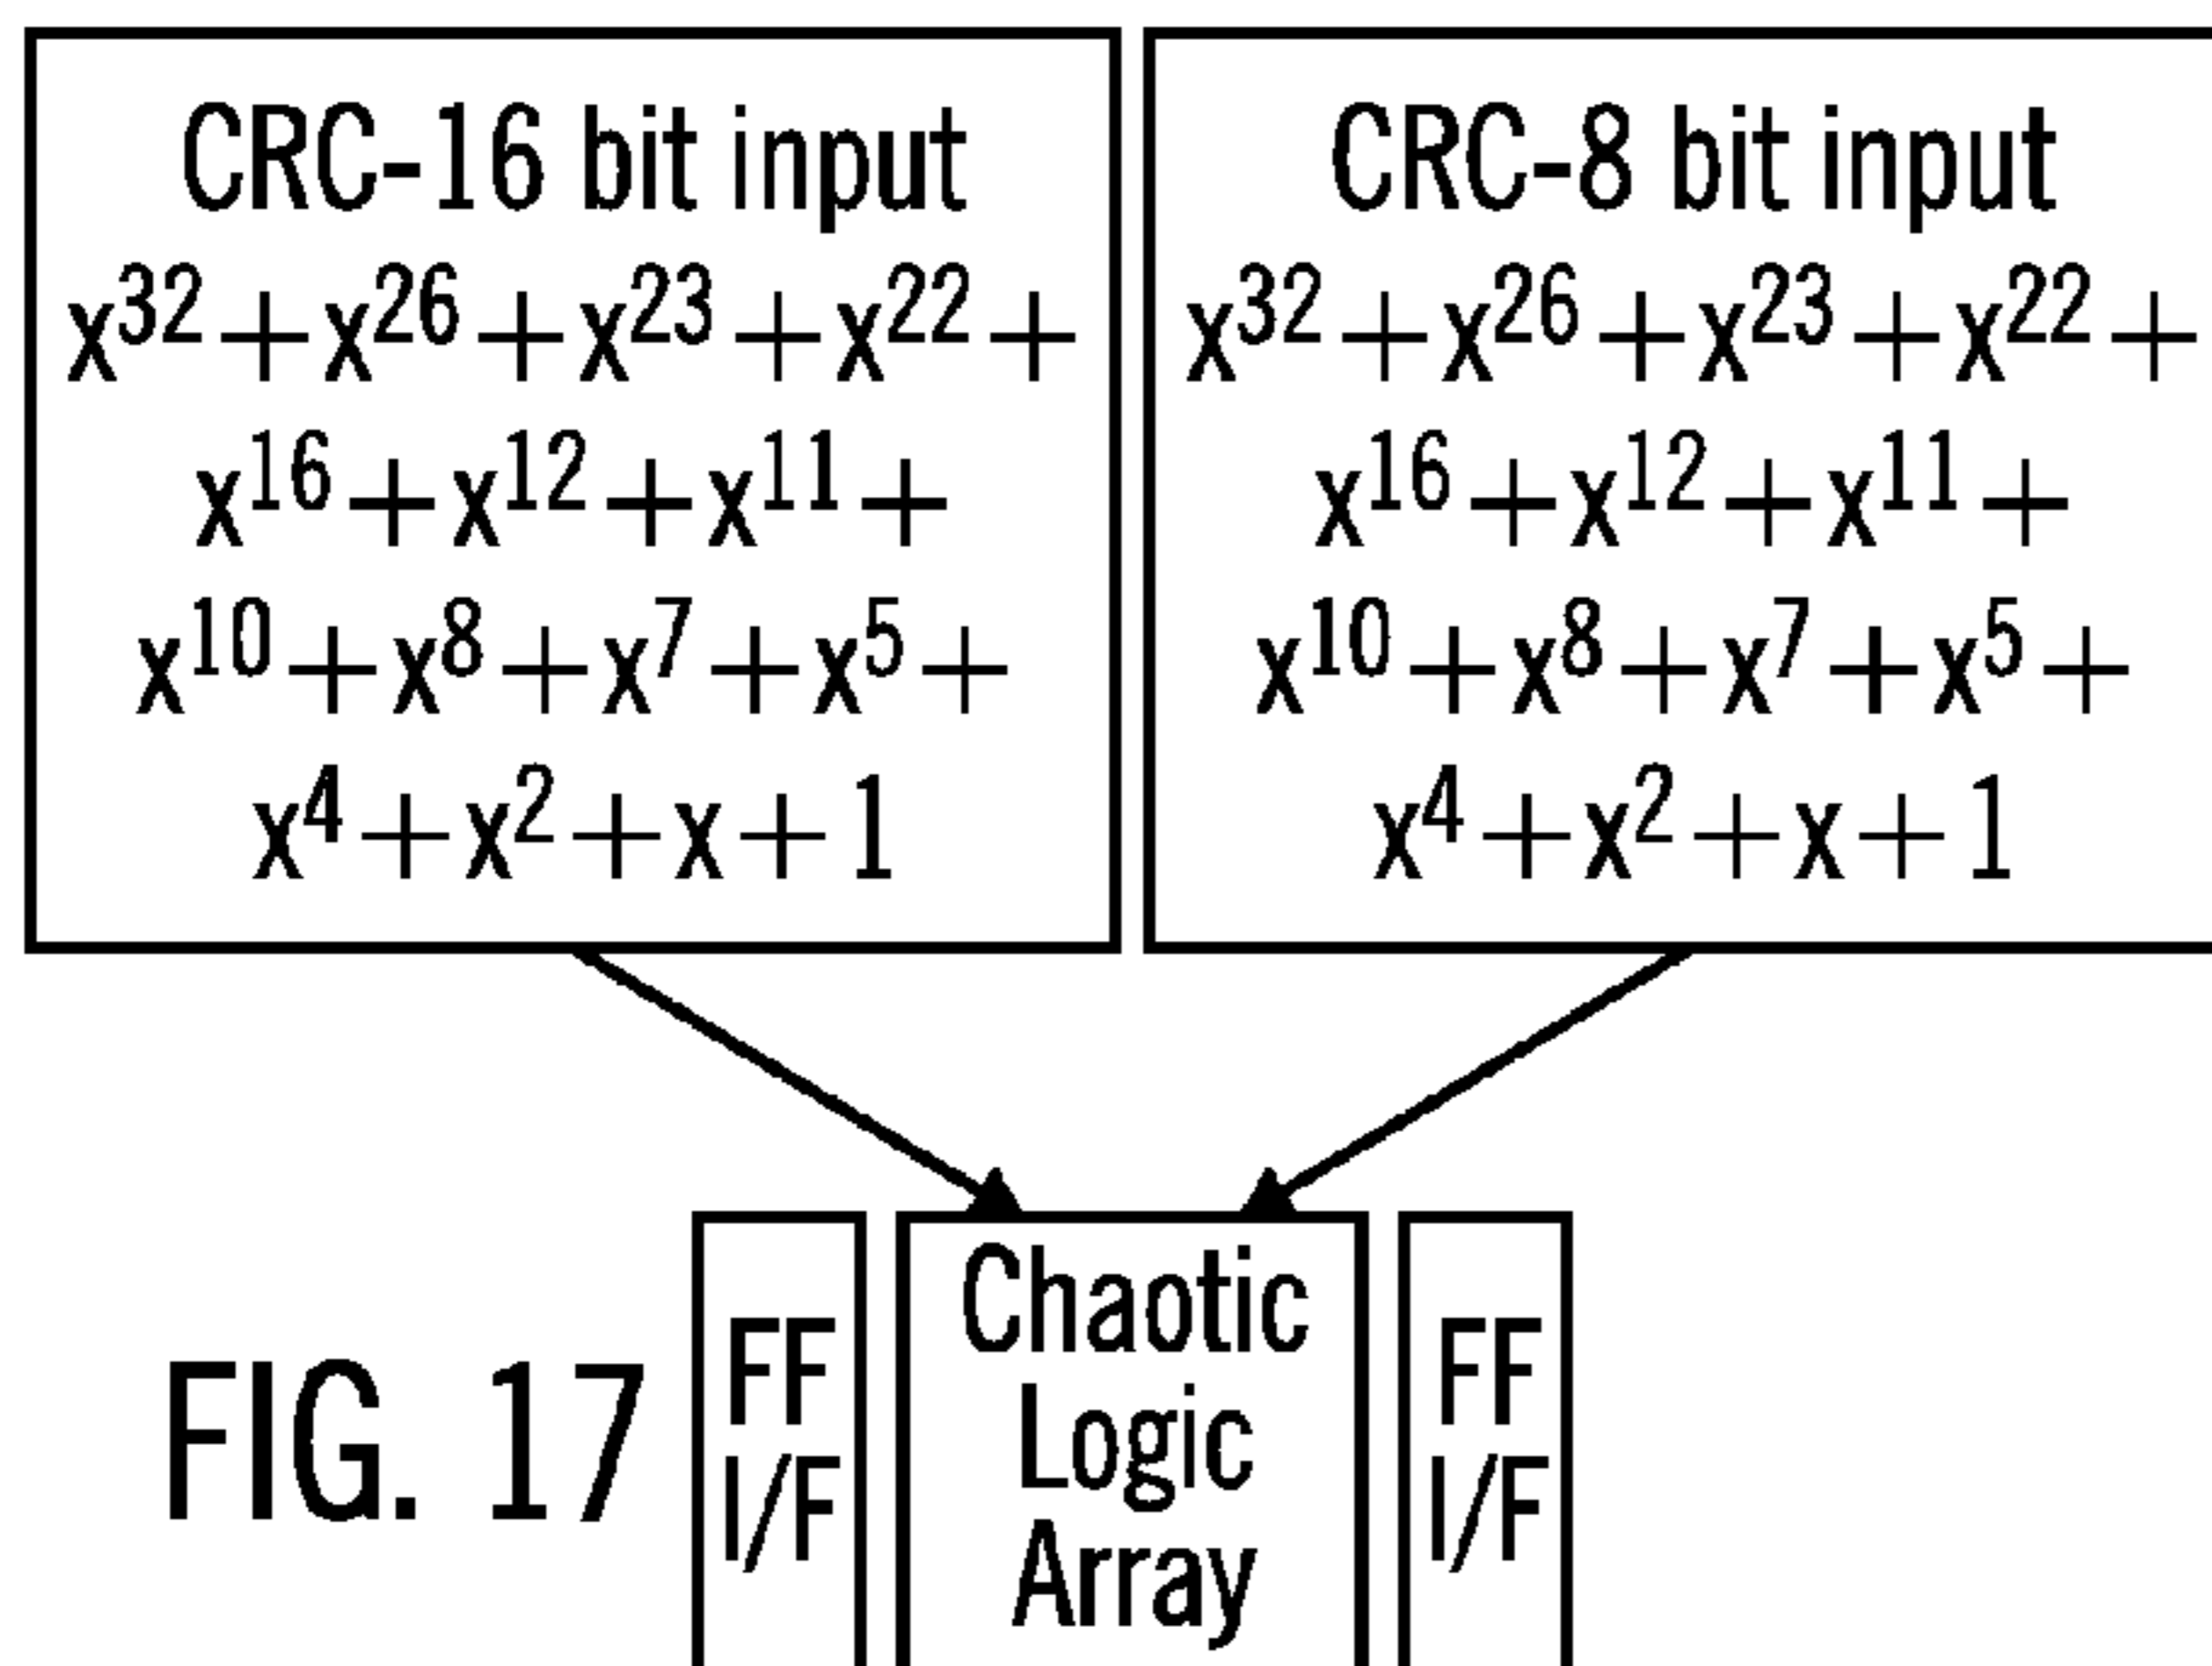 CRC-16 bit input
x³²+x²⁶+x²³+x²²+
x¹⁶+x¹²+x¹¹+
x¹⁰+x⁸+x⁷+x⁵+
x⁴+x²+x+1
CRC-8 bit input
x³²+x²⁶+x²³+x²²+
x¹⁶+x¹²+x¹¹+
x¹⁰+x⁸+x⁷+x⁵+
x⁴+x²+x+1
FIG. 17
FF
I/F
Chaotic
Logic
Array
FF
I/F